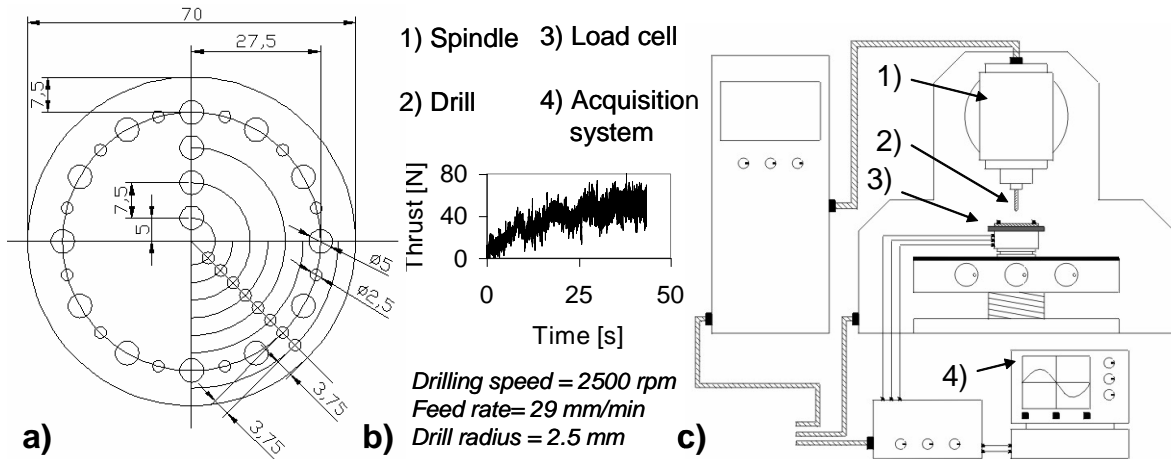 70
27,5
7,5
7,5
5
ø5
ø2,5
3,75
3,75
a)
b)
1) Spindle
3) Load cell
2) Drill
4) Acquisition
system
Thrust [N]
80
40
0
0
25
50
Time [s]
Drilling speed = 2500 rpm
Feed rate= 29 mm/min
Drill radius = 2.5 mm
c)
1)
2)
3)
4)